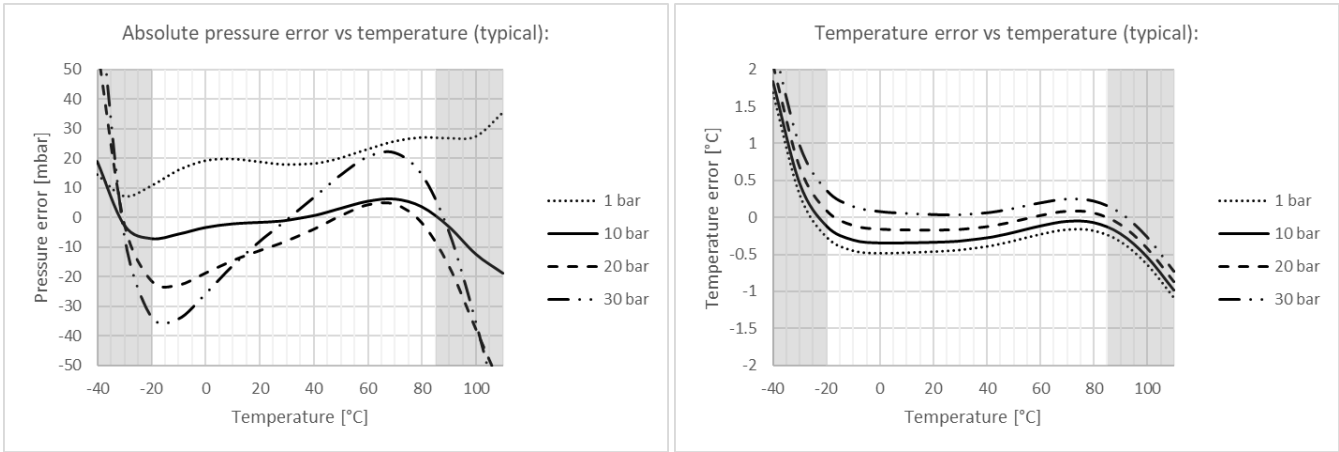 Absolute pressure error vs temperature (typical):
Pressure error [mbar]
50
40
30
20
10
0
-10
-20
-30
-40
-50
-40 -20 0 20 40 60 80 100
Temperature [°C]
1 bar
10 bar
20 bar
30 bar
Temperature error vs temperature (typical):
Temperature error [°C]
2
1.5
1
0.5
0
-0.5
-1
-1.5
-2
-40 -20 0 20 40 60 80 100
Temperature [°C]
1 bar
10 bar
20 bar
30 bar